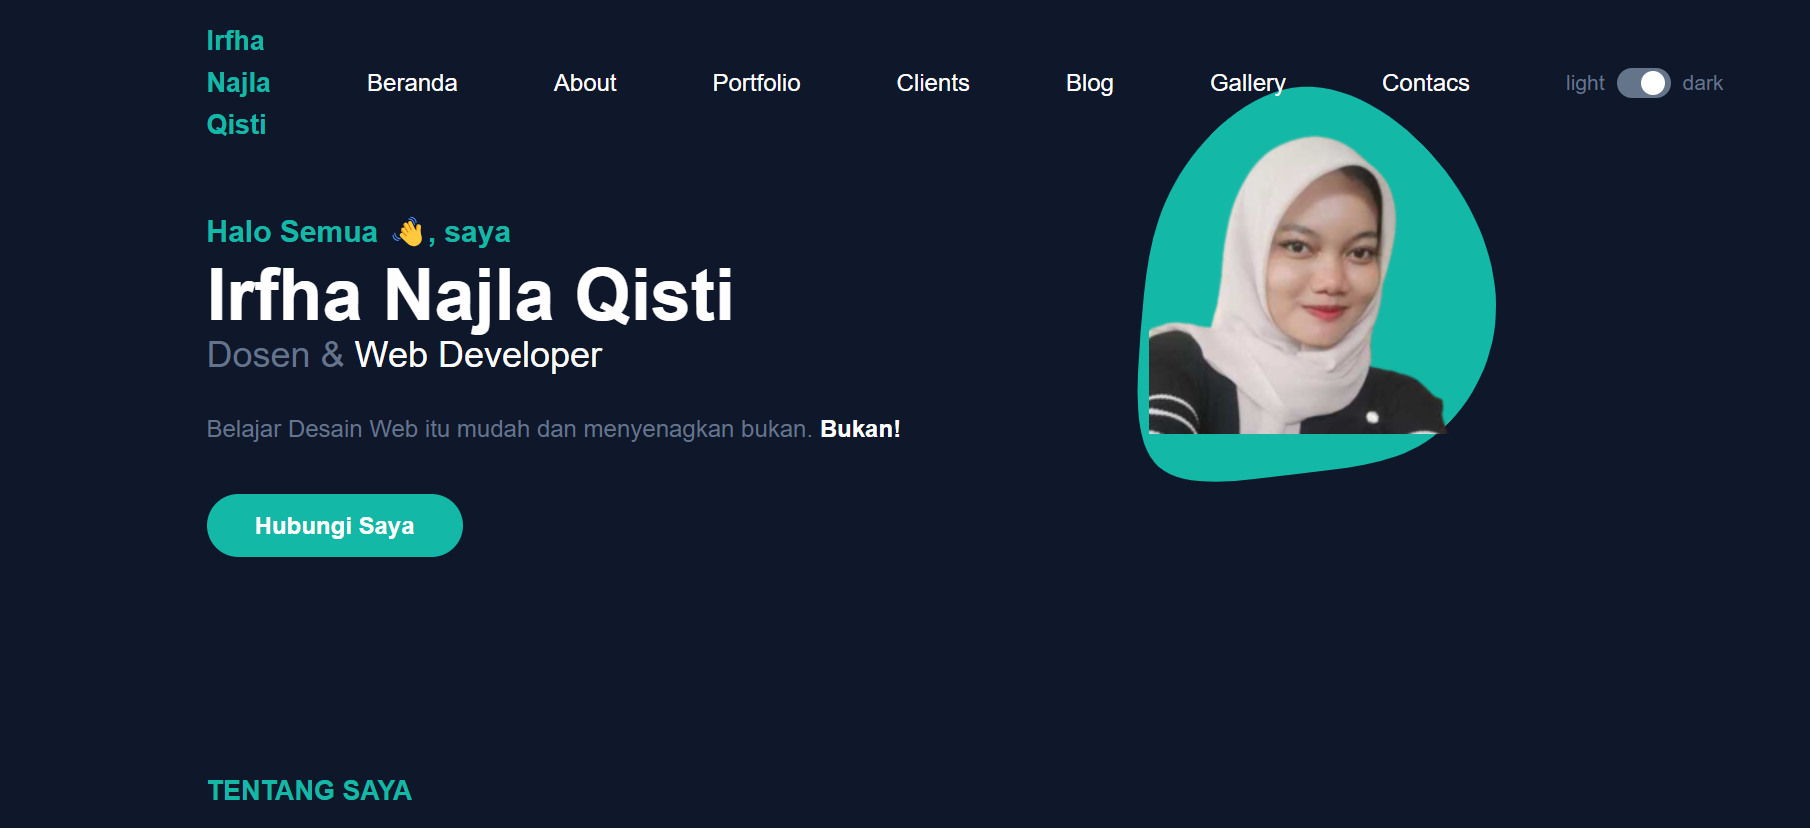 Irfha
Najla
Qisti
Beranda About Portfolio Clients Blog Gallery Contacs light dark
Halo Semua 👋, saya
Irfha Najla Qisti
Dosen & Web Developer
Belajar Desain Web itu mudah dan menyenagkan bukan. Bukan!
Hubungi Saya
TENTANG SAYA